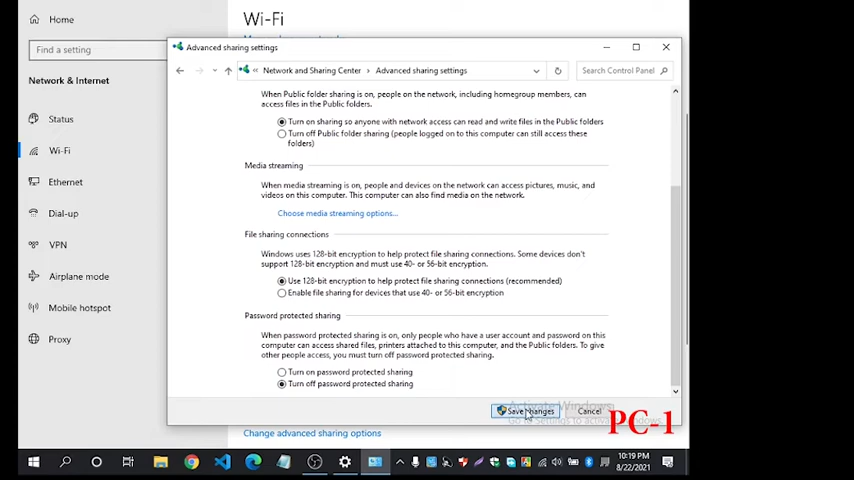 Wi-Fi
Home
Find a setting
Network & Internet
Status
Wi-Fi
Ethernet
Dial-up
VPN
Airplane mode
Mobile hotspot
Proxy
Advanced sharing settings
Network and Sharing Center
Advanced sharing settings
Search Control Panel
When Public folder sharing is on, people on the network, including homegroup members, can
access files in the Public folders.
Turn on sharing so anyone with network access can read and write files in the Public folders
Turn off Public folder sharing (people logged on to this computer can still access these
folders)
Media streaming
When media streaming is on, people and devices on the network can access pictures, music, and
videos on this computer. This computer can also find media on the network.
Choose media streaming options...
File sharing connections
Windows uses 128-bit encryption to help protect file sharing connections. Some devices don't
support 128-bit encryption and must use 40- or 56-bit encryption.
Use 128-bit encryption to help protect file sharing connections (recommended)
Enable file sharing for devices that use 40- or 56-bit encryption
Password protected sharing
When password protected sharing is on, only people who have a user account and password on this
computer can access shared files, printers attached to this computer, and the Public folders. To give
other people access, you must turn off password protected sharing.
Turn on password protected sharing
Turn off password protected sharing
Save changes
Cancel
Activate Windows
Go to Settings to activate
PC-1
Change advanced sharing options
10:19 PM
8/22/2021